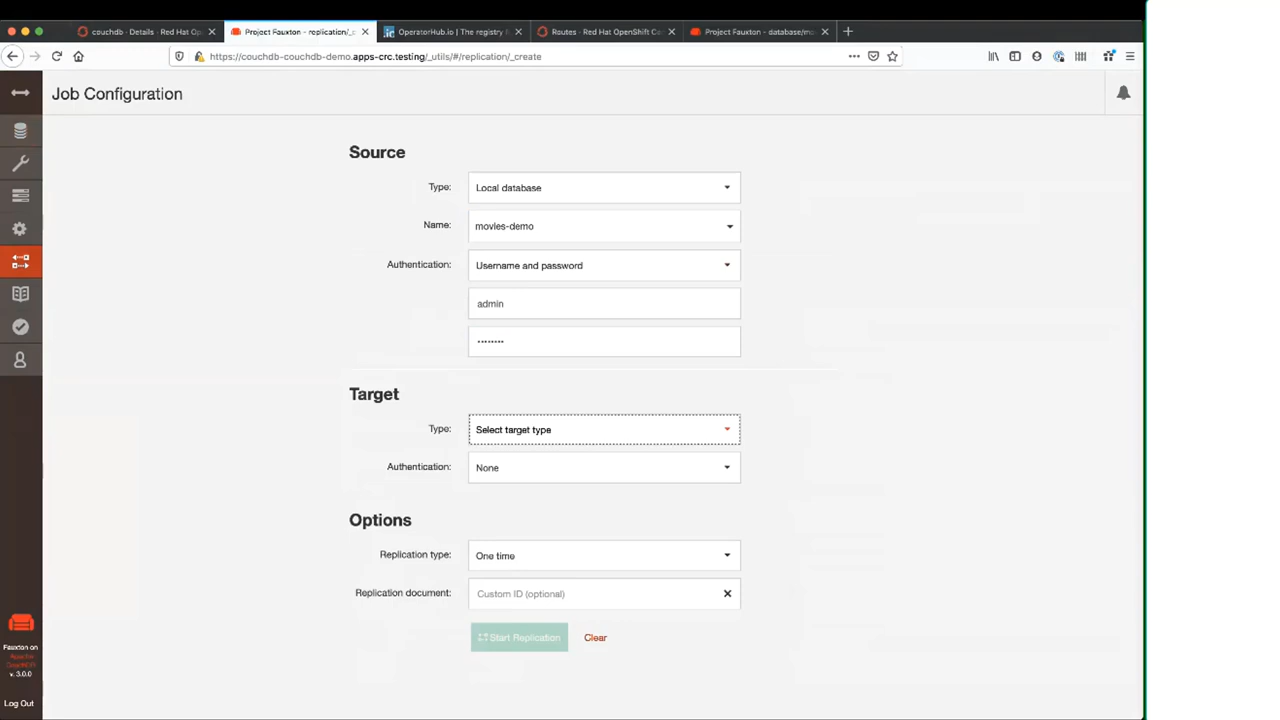 couchdb · Details · Red Hat Op
Project Fauxton - replication/_c
OperatorHub.io | The registry f
Routes · Red Hat OpenShift Co
Project Fauxton - database/mo
https://couchdb-couchdb-demo.apps-crc.testing/_utils/#/replication/_create
Job Configuration
Source
Type:
Local database
Name:
movies-demo
Authentication:
Username and password
admin
••••••••
Target
Type:
Select target type
Authentication:
None
Options
Replication type:
One time
Replication document:
Custom ID (optional)
Start Replication
Clear
Fauxton on
Apache
CouchDB
v. 3.0.0
Log Out